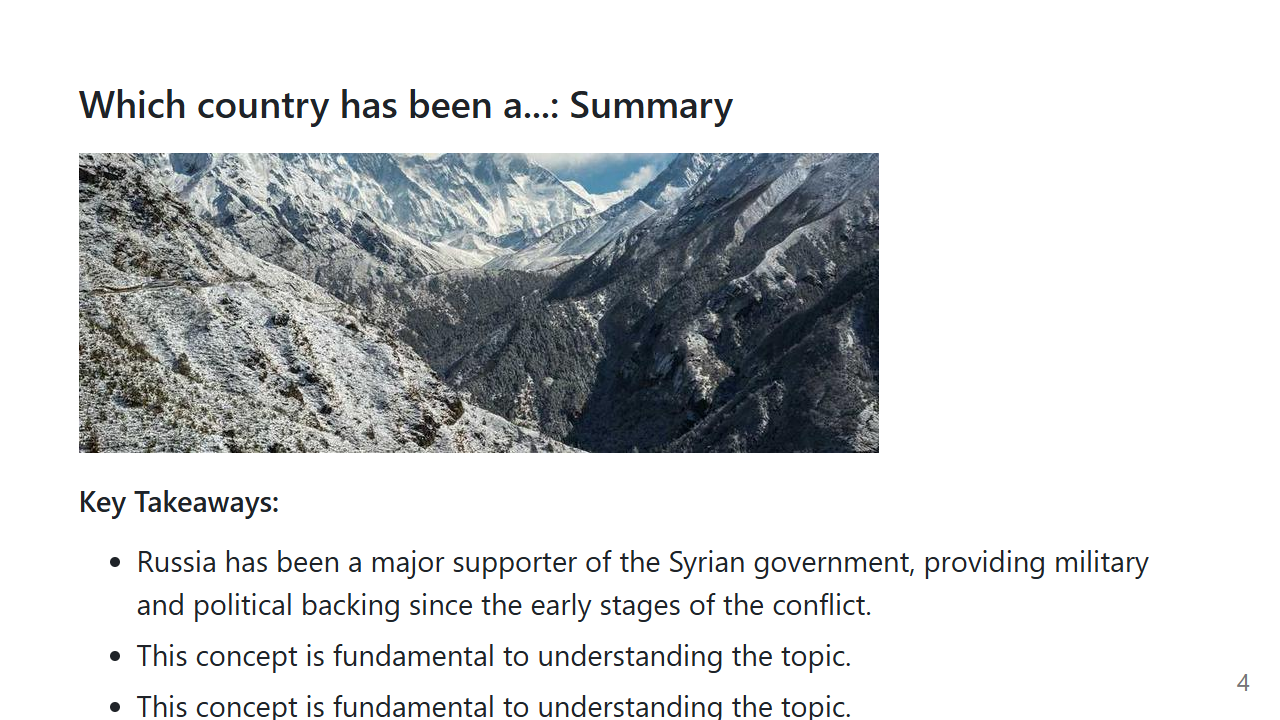 Which country has been a...: Summary
Key Takeaways:
Russia has been a major supporter of the Syrian government, providing military
and political backing since the early stages of the conflict.
This concept is fundamental to understanding the topic.
This concept is fundamental to understanding the topic.
4